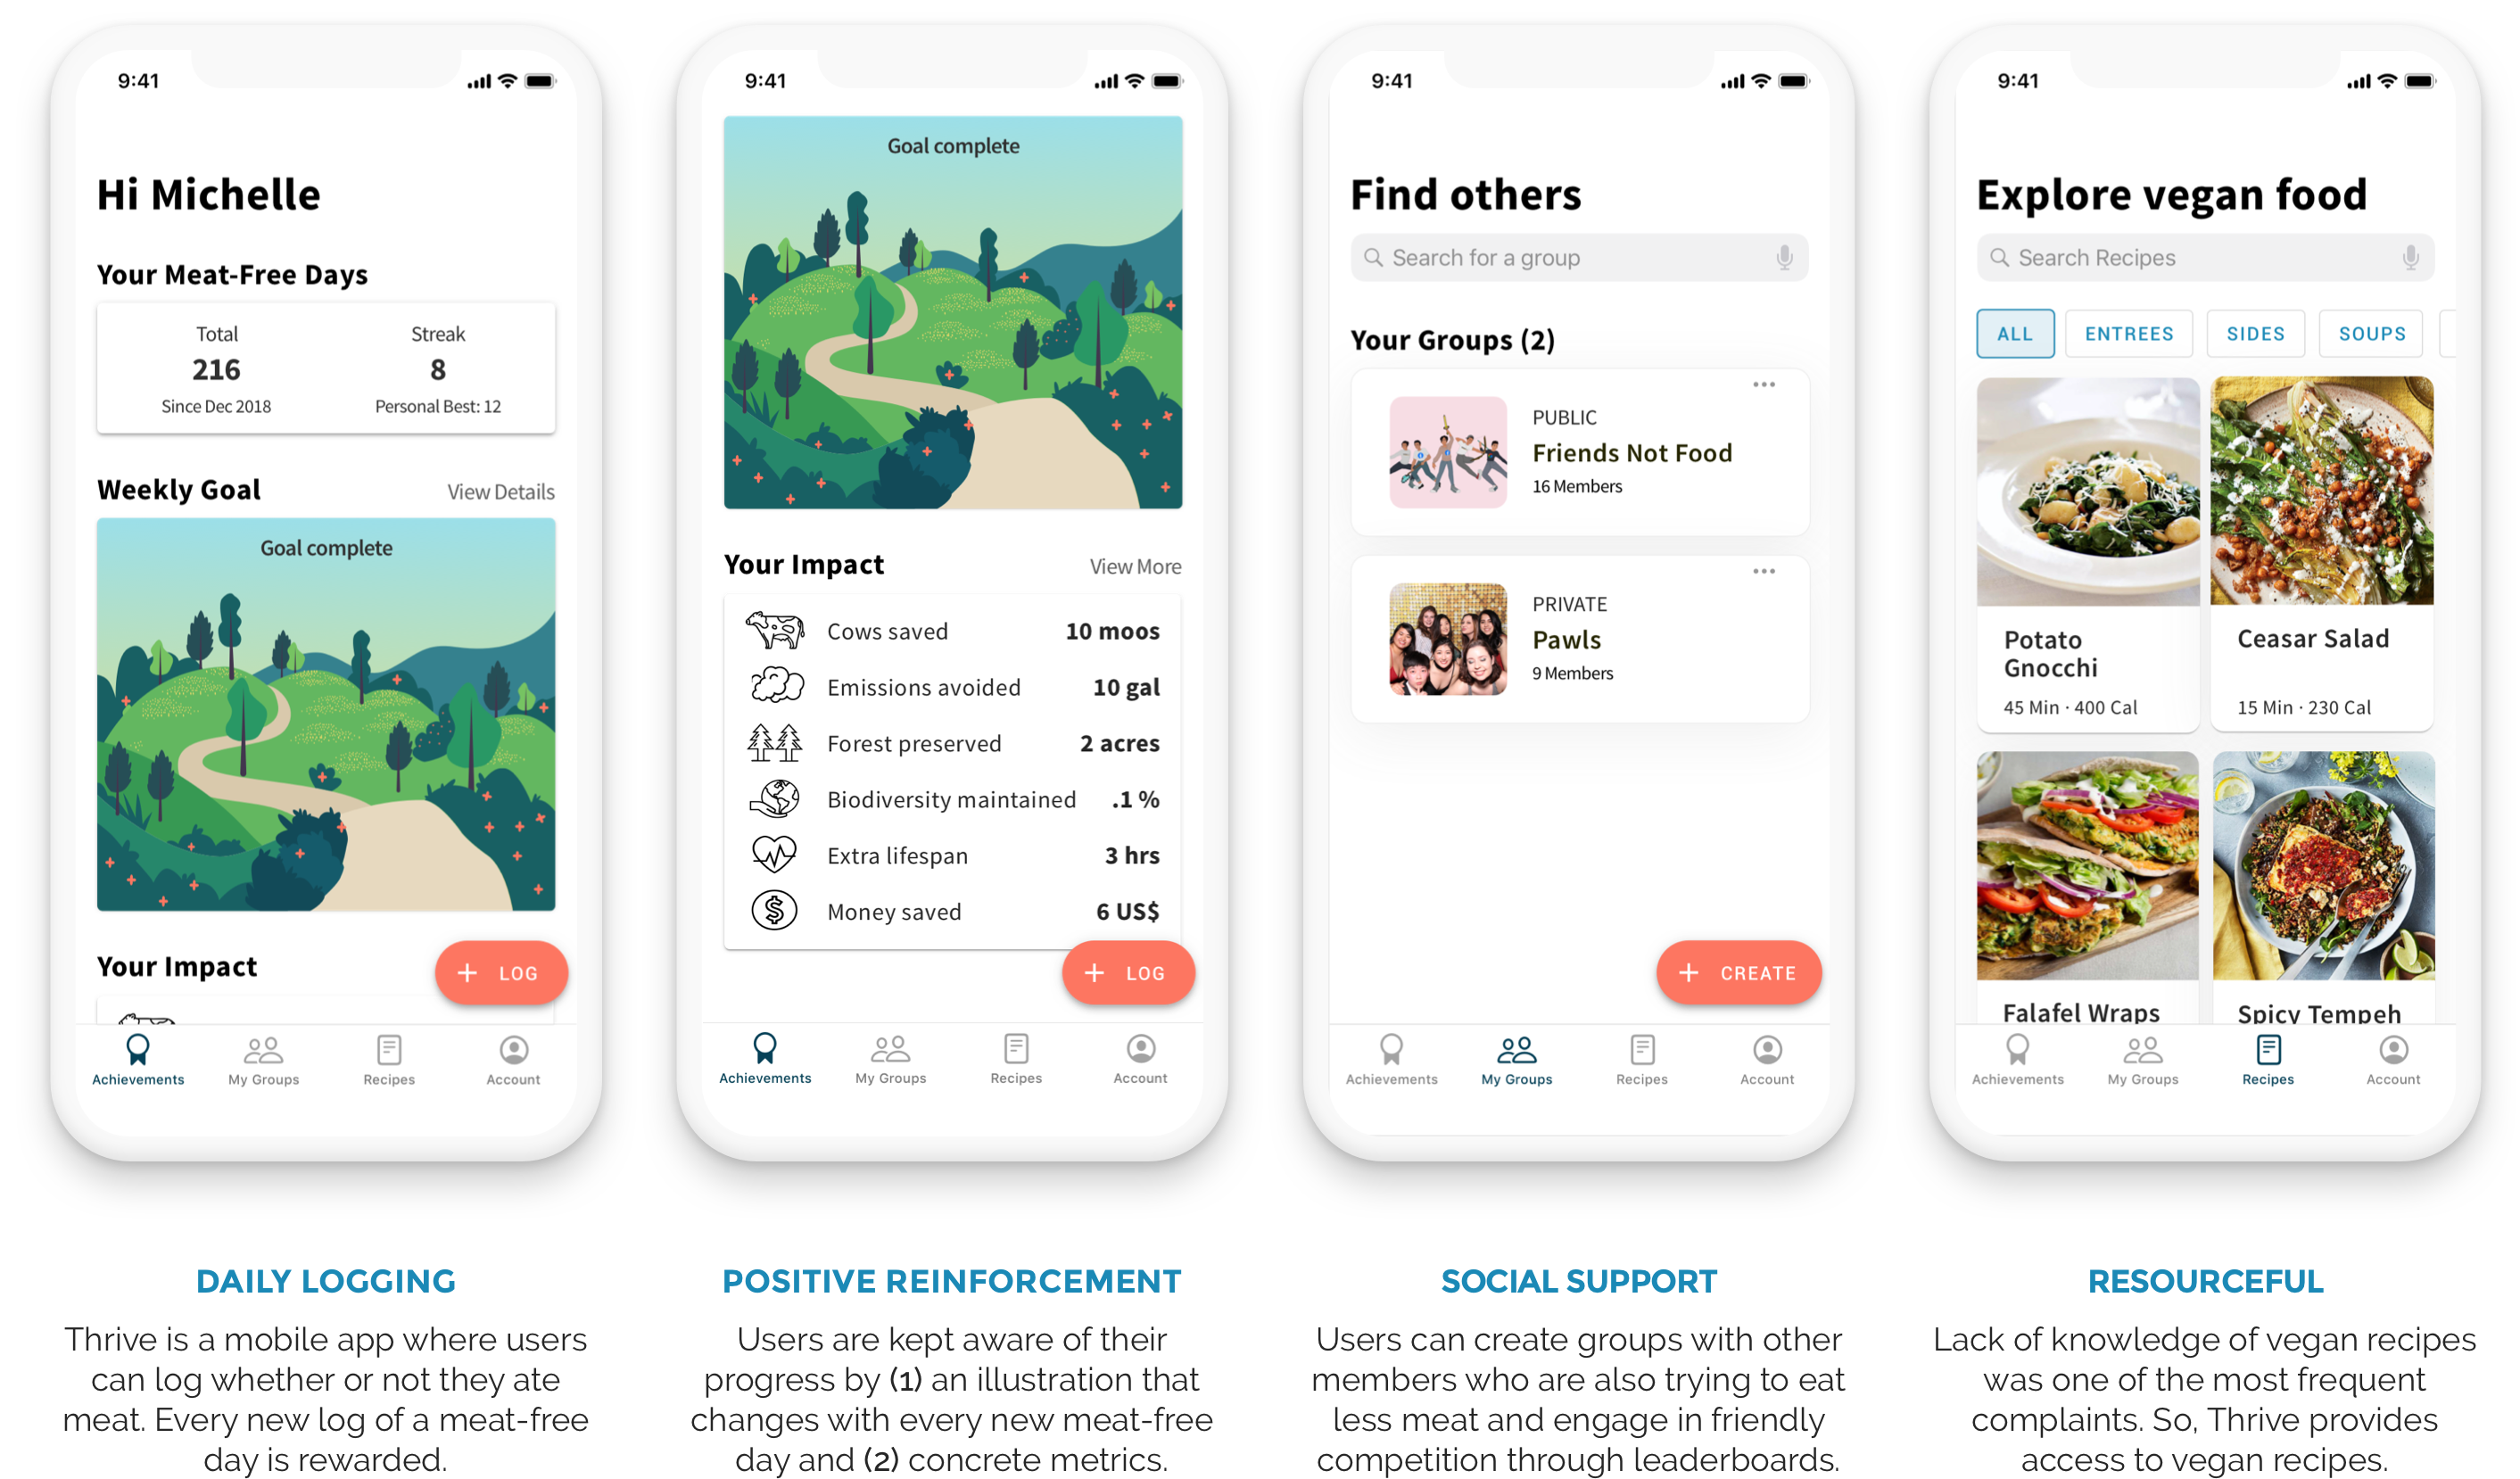 9:41
Hi Michelle
Your Meat-Free Days
Total
216
Since Dec 2018
Streak
8
Personal Best: 12
Weekly Goal
View Details
Goal complete
Your Impact
+ LOG
Achievements
My Groups
Recipes
Account
DAILY LOGGING
Thrive is a mobile app where users
can log whether or not they ate
meat. Every new log of a meat-free
day is rewarded.
9:41
Goal complete
Your Impact
View More
Cows saved 10 moos
Emissions avoided 10 gal
Forest preserved 2 acres
Biodiversity maintained .1 %
Extra lifespan 3 hrs
Money saved 6 US$
+ LOG
Achievements
My Groups
Recipes
Account
POSITIVE REINFORCEMENT
Users are kept aware of their
progress by (1) an illustration that
changes with every new meat-free
day and (2) concrete metrics.
9:41
Find others
Search for a group
Your Groups (2)
PUBLIC
Friends Not Food
16 Members
PRIVATE
Pawls
9 Members
+ CREATE
Achievements
My Groups
Recipes
Account
SOCIAL SUPPORT
Users can create groups with other
members who are also trying to eat
less meat and engage in friendly
competition through leaderboards.
9:41
Explore vegan food
Search Recipes
ALL
ENTREES
SIDES
SOUPS
Potato
Gnocchi
45 Min · 400 Cal
Ceasar Salad
15 Min · 230 Cal
Falafel Wraps
Spicy Tempeh
Achievements
My Groups
Recipes
Account
RESOURCEFUL
Lack of knowledge of vegan recipes
was one of the most frequent
complaints. So, Thrive provides
access to vegan recipes.